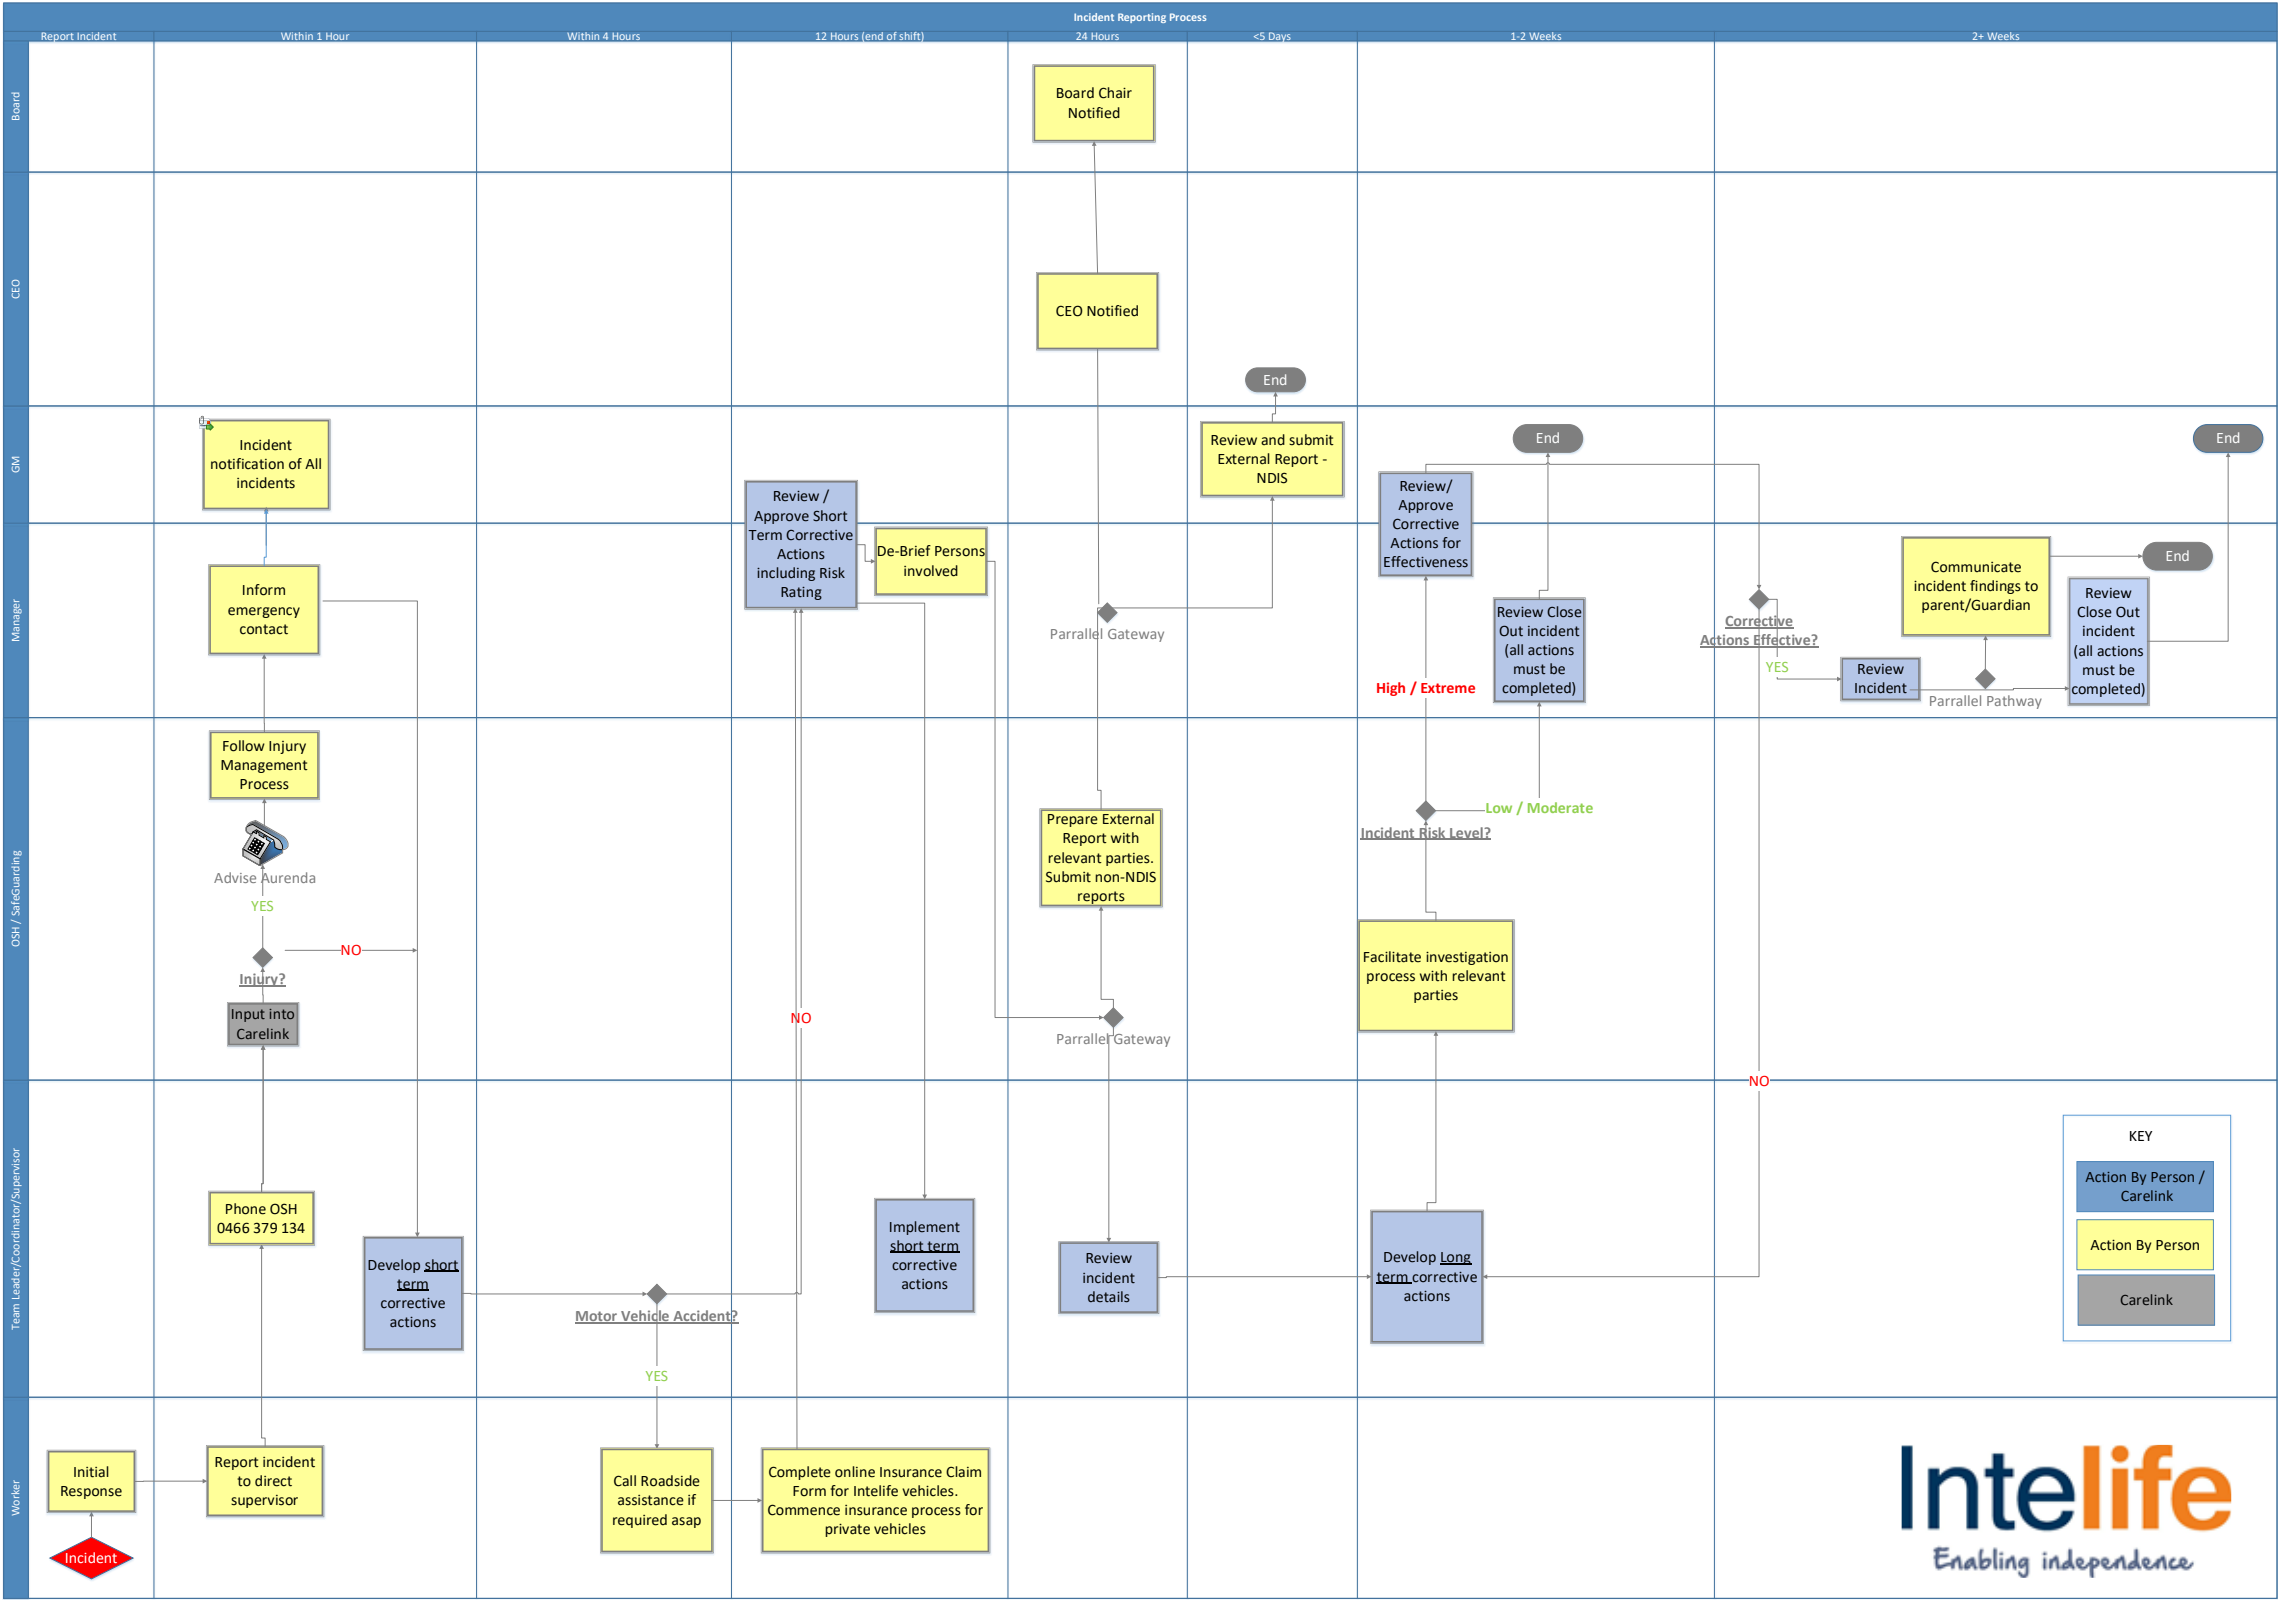 Incident Reporting Process
Report Incident
Within 1 Hour
Within 4 Hours
12 Hours (end of shift)
24 Hours
<5 Days
1-2 Weeks
2+ Weeks
Board
Board Chair
Notified
CEO
CEO Notified
End
GM
Incident
notification of All
incidents
Review /
Approve Short
Term Corrective
Actions
including Risk
Rating
Review and submit
External Report -
NDIS
Review/
Approve
Corrective
Actions for
Effectiveness
End
End
Manager
Inform
emergency
contact
De-Brief Persons
involved
Parrallel Gateway
High / Extreme
Review Close
Out incident
(all actions
must be
completed)
Corrective
Actions Effective?
YES
Review
Incident
Communicate
incident findings to
parent/Guardian
End
Parrallel Pathway
Review
Close Out
incident
(all actions
must be
completed)
OSH / SafeGuarding
Follow Injury
Management
Process
Advise Aurenda
YES
NO
Injury?
Input into
Carelink
NO
Prepare External
Report with
relevant parties.
Submit non-NDIS
reports
Parrallel Gateway
Low / Moderate
Incident Risk Level?
Facilitate investigation
process with relevant
parties
NO
Team Leader/Coordinator/Supervisor
Phone OSH
0466 379 134
Develop short
term
corrective
actions
Motor Vehicle Accident?
YES
Implement
short term
corrective
actions
Review
incident
details
Develop Long
term corrective
actions
KEY
Action By Person /
Carelink
Action By Person
Carelink
Worker
Initial
Response
Incident
Report incident
to direct
supervisor
Call Roadside
assistance if
required asap
Complete online Insurance Claim
Form for Intelife vehicles.
Commence insurance process for
private vehicles
Intelife
Enabling independence